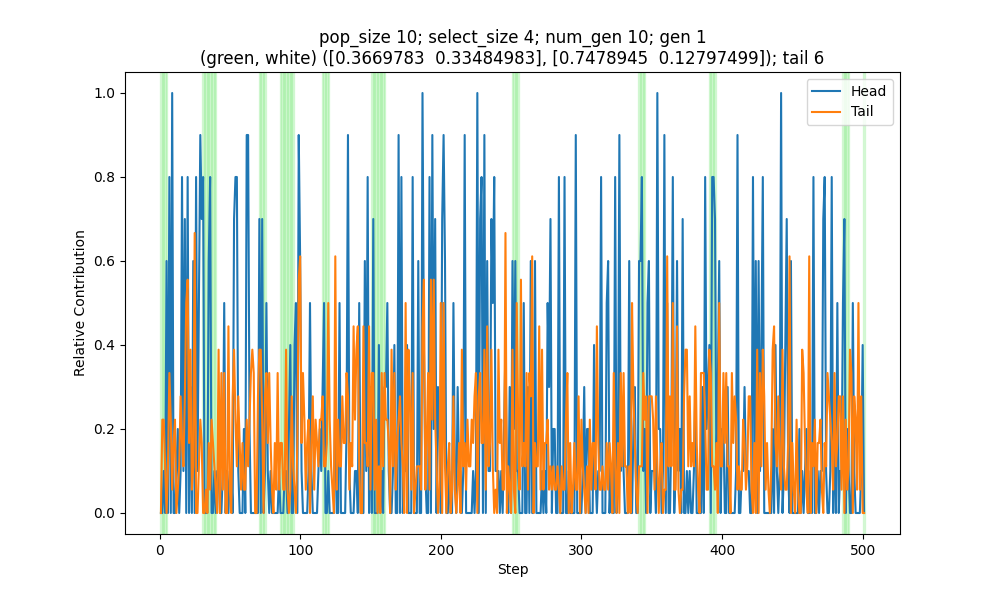 pop_size 10; select_size 4; num_gen 10; gen 1
(green, white) ([0.3669783  0.33484983], [0.7478945  0.12797499]); tail 6
Head
Tail
1.0
0.8
0.6
0.4
0.2
0.0
Relative Contribution
0
100
200
300
400
500
Step